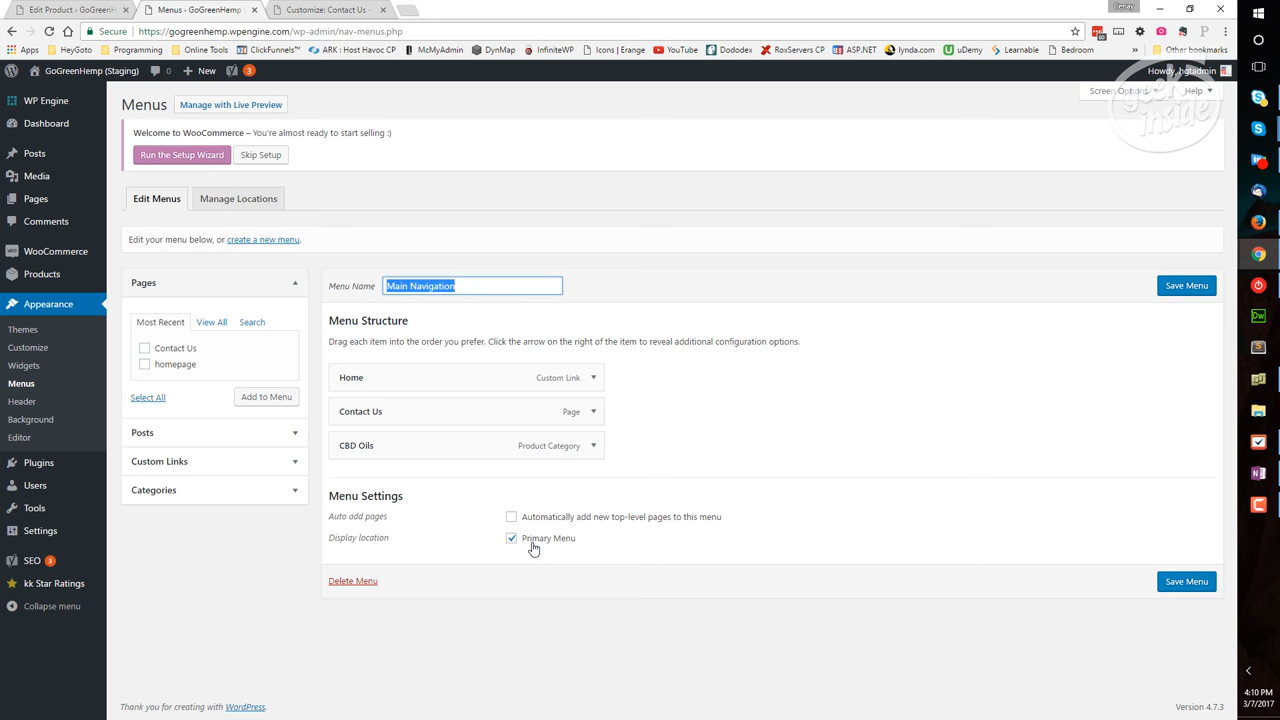 Edit Product ‹ GoGreenH
Menus ‹ GoGreenHemp
Customize: Contact Us -
Cenay
Secure
https://gogreenhemp.wpengine.com/wp-admin/nav-menus.php
Apps
HeyGoto
Programming
Online Tools
ClickFunnels™
ARK : Host Havoc CP
McMyAdmin
DynMap
InfiniteWP
Icons | Erange
YouTube
Dododex
RoxServers CP
ASP.NET
lynda.com
uDemy
Learnable
Bedroom
»
Other bookmarks
GoGreenHemp (Staging)
0
New
3
Howdy, hgtadmin
Menus
Manage with Live Preview
Screen Options
Help
geek inside
Welcome to WooCommerce – You're almost ready to start selling :)
Run the Setup Wizard
Skip Setup
Edit Menus
Manage Locations
Edit your menu below, or create a new menu.
WP Engine
Dashboard
Posts
Media
Pages
Comments
WooCommerce
Products
Appearance
Themes
Customize
Widgets
Menus
Header
Background
Editor
Plugins
Users
Tools
Settings
SEO 3
kk Star Ratings
Collapse menu
Pages
Most Recent
View All
Search
Contact Us
homepage
Select All
Add to Menu
Posts
Custom Links
Categories
Menu Name
Main Navigation
Save Menu
Menu Structure
Drag each item into the order you prefer. Click the arrow on the right of the item to reveal additional configuration options.
Home
Custom Link
Contact Us
Page
CBD Oils
Product Category
Menu Settings
Auto add pages
Automatically add new top-level pages to this menu
Display location
Primary Menu
Delete Menu
Save Menu
Thank you for creating with WordPress.
Version 4.7.3
Dw
4:10 PM
3/7/2017